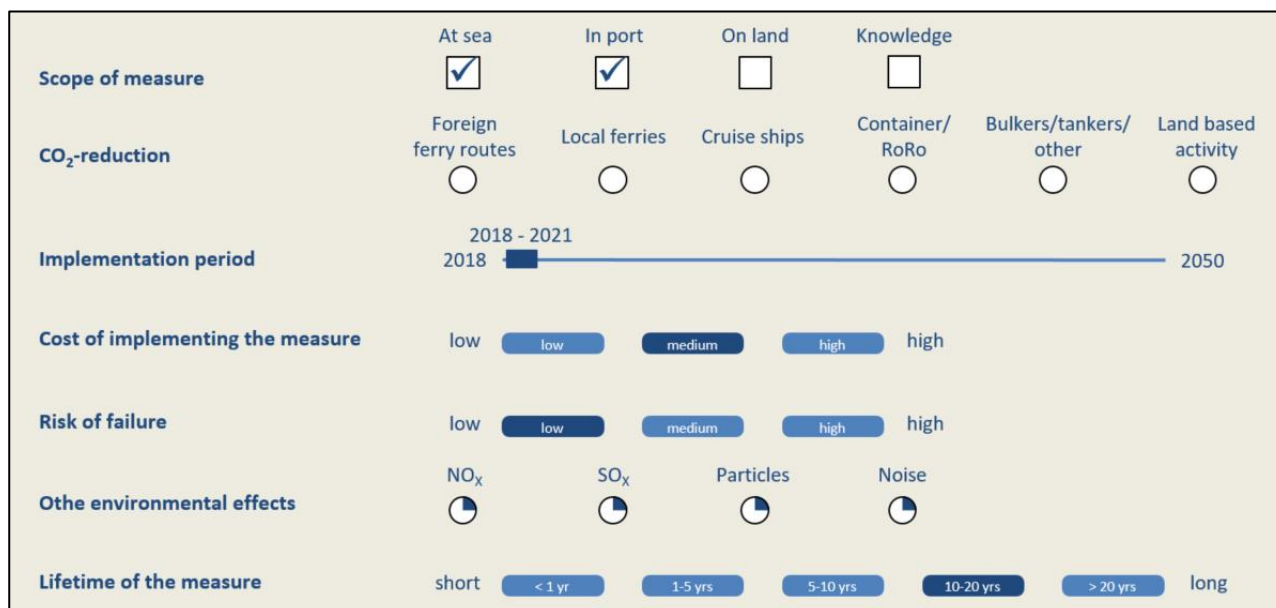 At sea In port On land Knowledge
Scope of measure
Foreign ferry routes Local ferries Cruise ships Container/ RoRo Bulkers/tankers/ other Land based activity
CO₂-reduction
2018 - 2021
Implementation period 2018 2050
Cost of implementing the measure low low medium high high
Risk of failure low low medium high high
NOX SOX Particles Noise
Othe environmental effects
Lifetime of the measure short < 1 yr 1-5 yrs 5-10 yrs 10-20 yrs > 20 yrs long